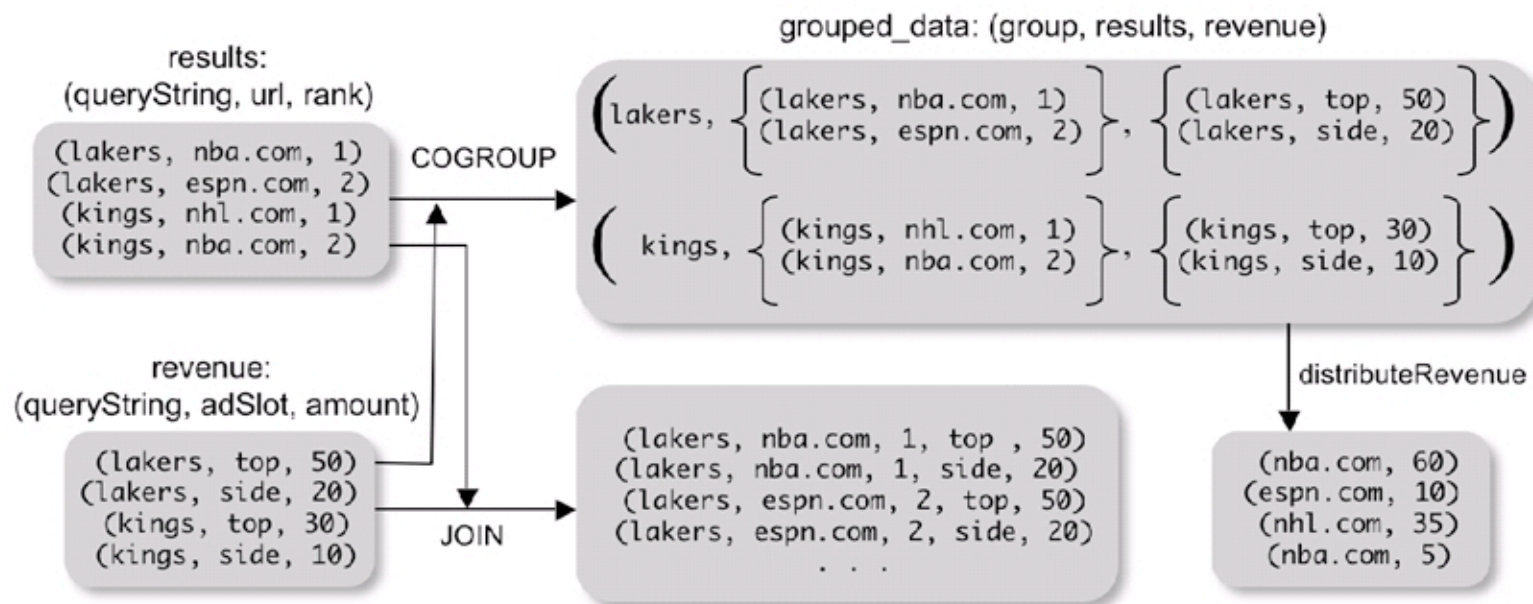 results:
(queryString, url, rank)
(lakers, nba.com, 1)
(lakers, espn.com, 2)
(kings, nhl.com, 1)
(kings, nba.com, 2)
COGROUP
grouped_data: (group, results, revenue)
(lakers, {(lakers, nba.com, 1)
(lakers, espn.com, 2)}, {(lakers, top, 50)
(lakers, side, 20)})
(kings, {(kings, nhl.com, 1)
(kings, nba.com, 2)}, {(kings, top, 30)
(kings, side, 10)})
revenue:
(queryString, adSlot, amount)
(lakers, top, 50)
(lakers, side, 20)
(kings, top, 30)
(kings, side, 10)
JOIN
(lakers, nba.com, 1, top , 50)
(lakers, nba.com, 1, side, 20)
(lakers, espn.com, 2, top, 50)
(lakers, espn.com, 2, side, 20)
. . .
distributeRevenue
(nba.com, 60)
(espn.com, 10)
(nhl.com, 35)
(nba.com, 5)